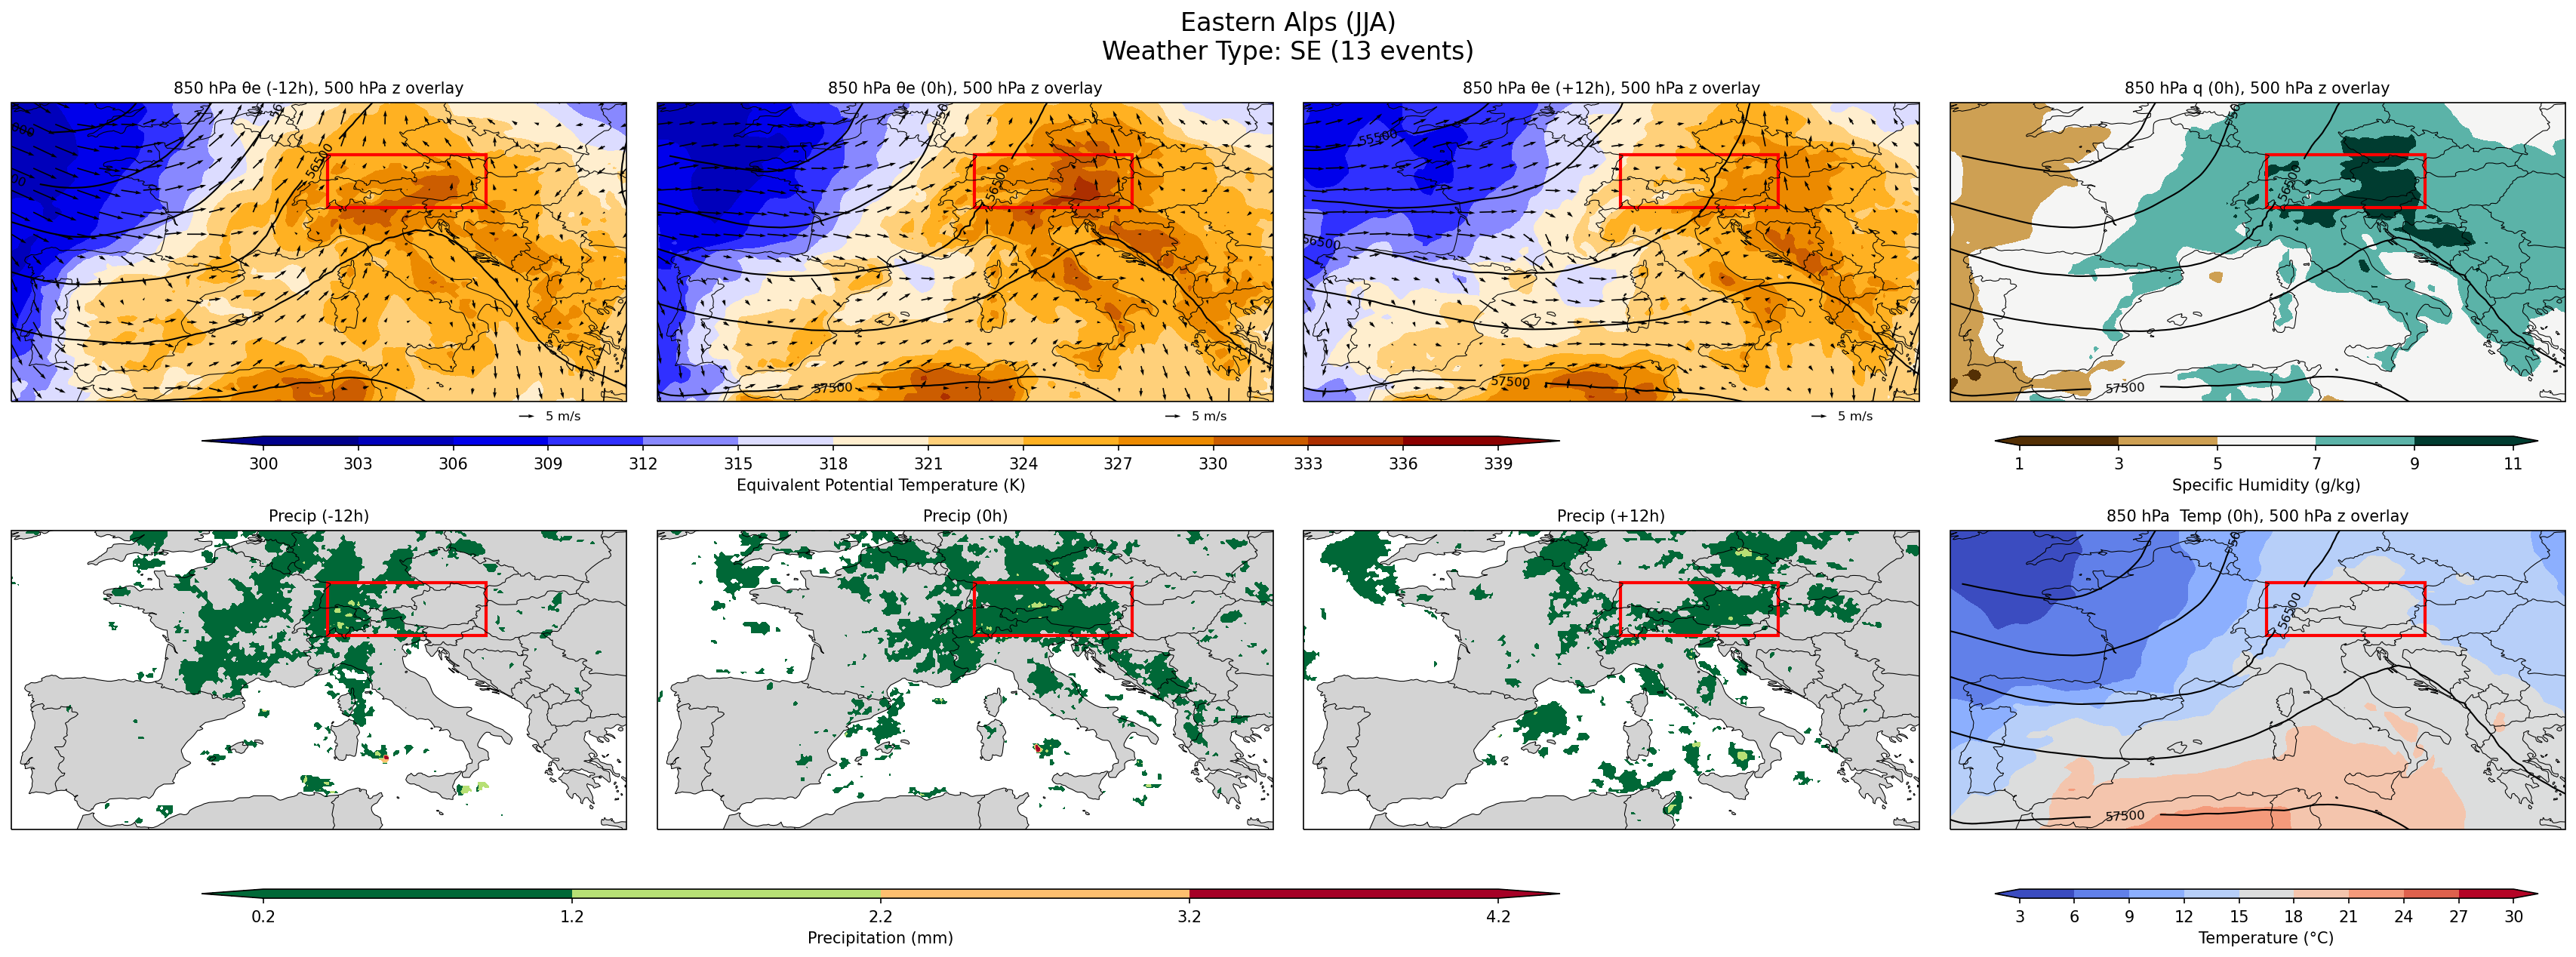 Eastern Alps (JJA)
Weather Type: SE (13 events)
850 hPa θe (-12h), 500 hPa z overlay
850 hPa θe (0h), 500 hPa z overlay
850 hPa θe (+12h), 500 hPa z overlay
850 hPa q (0h), 500 hPa z overlay
56500
56500
57500
55500
56500
57500
56500
57500
5 m/s
5 m/s
5 m/s
300 303 306 309 312 315 318 321 324 327 330 333 336 339
Equivalent Potential Temperature (K)
1 3 5 7 9 11
Specific Humidity (g/kg)
Precip (-12h)
Precip (0h)
Precip (+12h)
850 hPa  Temp (0h), 500 hPa z overlay
56500
57500
0.2 1.2 2.2 3.2 4.2
Precipitation (mm)
3 6 9 12 15 18 21 24 27 30
Temperature (°C)